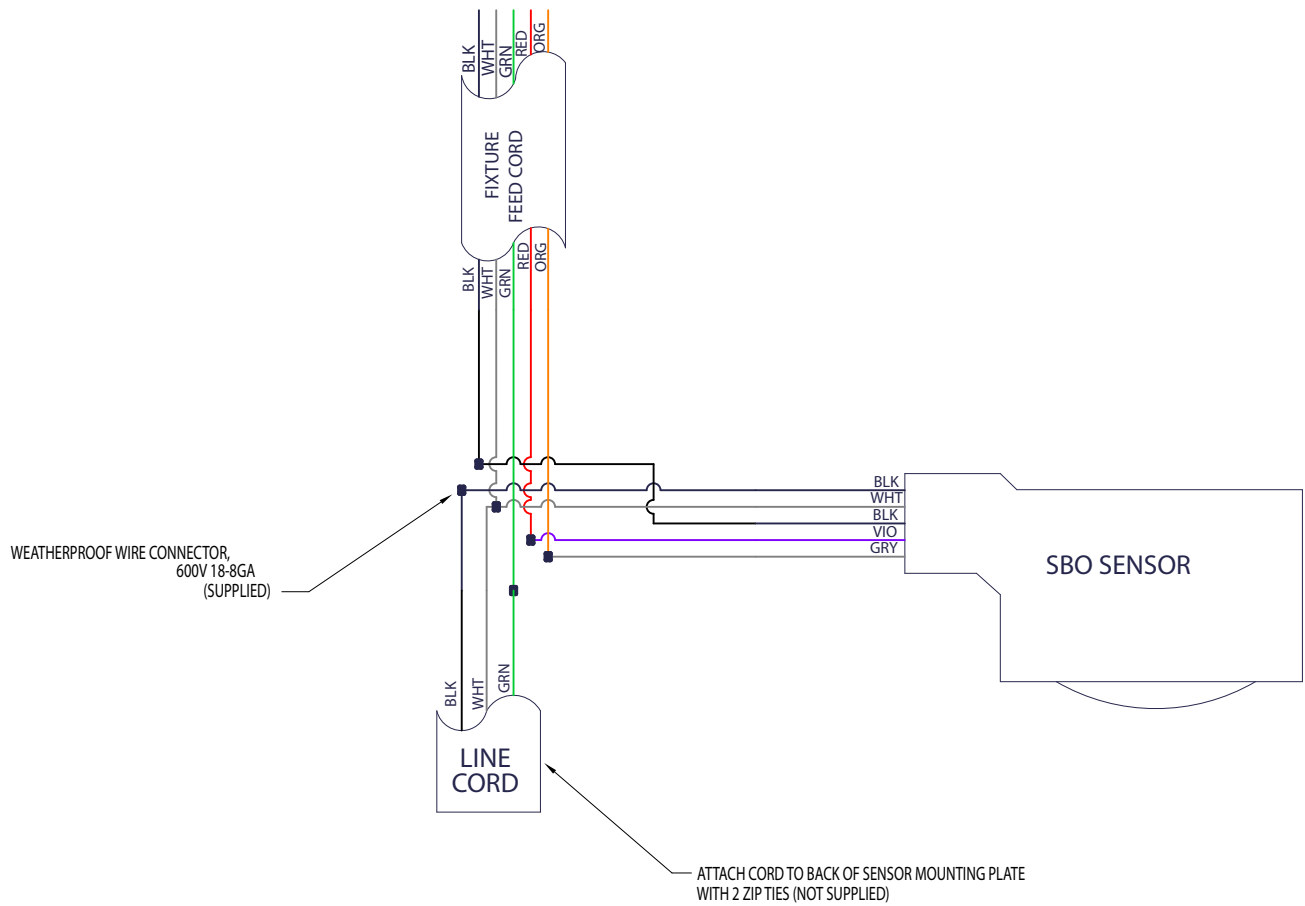 BLK
WHT
GRN
RED
ORG
FIXTURE
FEED CORD
BLK
WHT
GRN
RED
ORG
BLK
WHT
BLK
VIO
GRY
SBO SENSOR
WEATHERPROOF WIRE CONNECTOR,
600V 18-8GA
(SUPPLIED)
BLK
WHT
GRN
LINE
CORD
ATTACH CORD TO BACK OF SENSOR MOUNTING PLATE
WITH 2 ZIP TIES (NOT SUPPLIED)